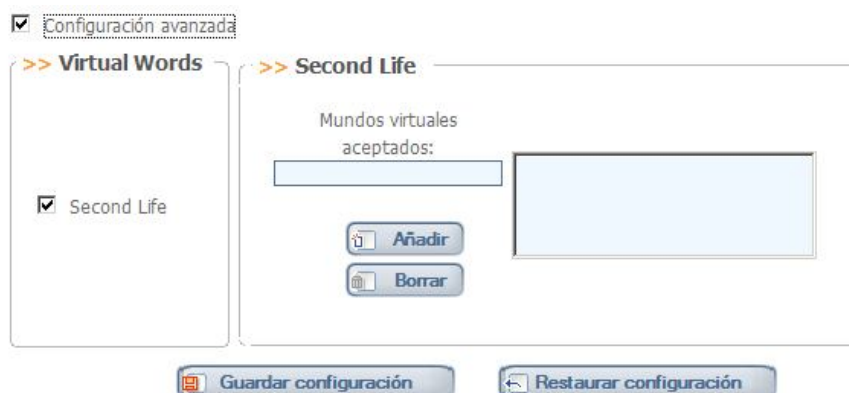 Configuración avanzada
>> Virtual Words
>> Second Life
Second Life
Mundos virtuales
aceptados:
Añadir
Borrar
Guardar configuración
Restaurar configuración